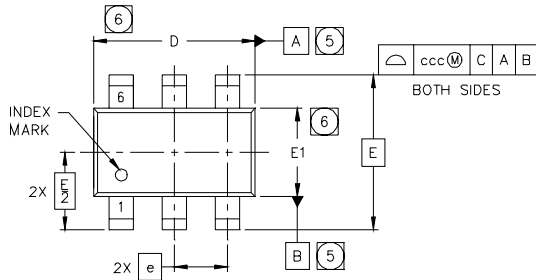 6
D
A 5
ccc Ⓜ C A B
BOTH SIDES
6
INDEX
MARK
6
E1
E
2X E/2
1
B 5
2X e